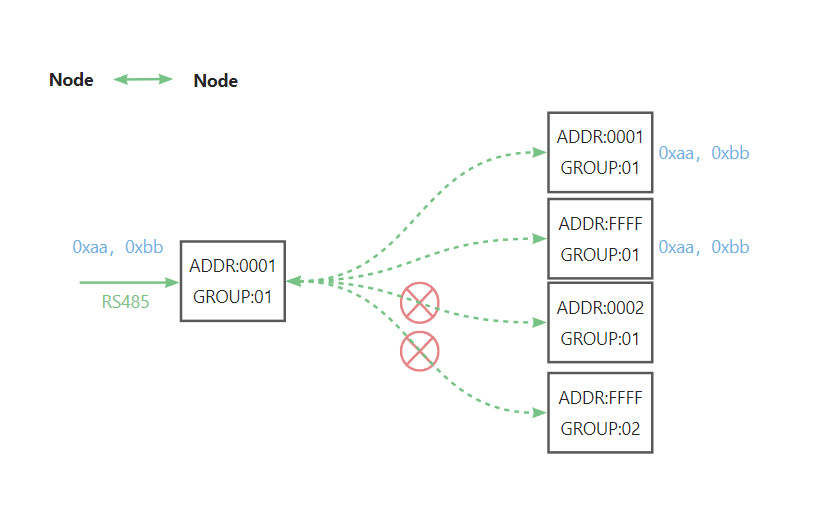 Node Node
ADDR:0001
GROUP:01
0xaa，0xbb
ADDR:FFFF
GROUP:01
0xaa，0xbb
0xaa，0xbb
RS485
ADDR:0001
GROUP:01
ADDR:0002
GROUP:01
ADDR:FFFF
GROUP:02